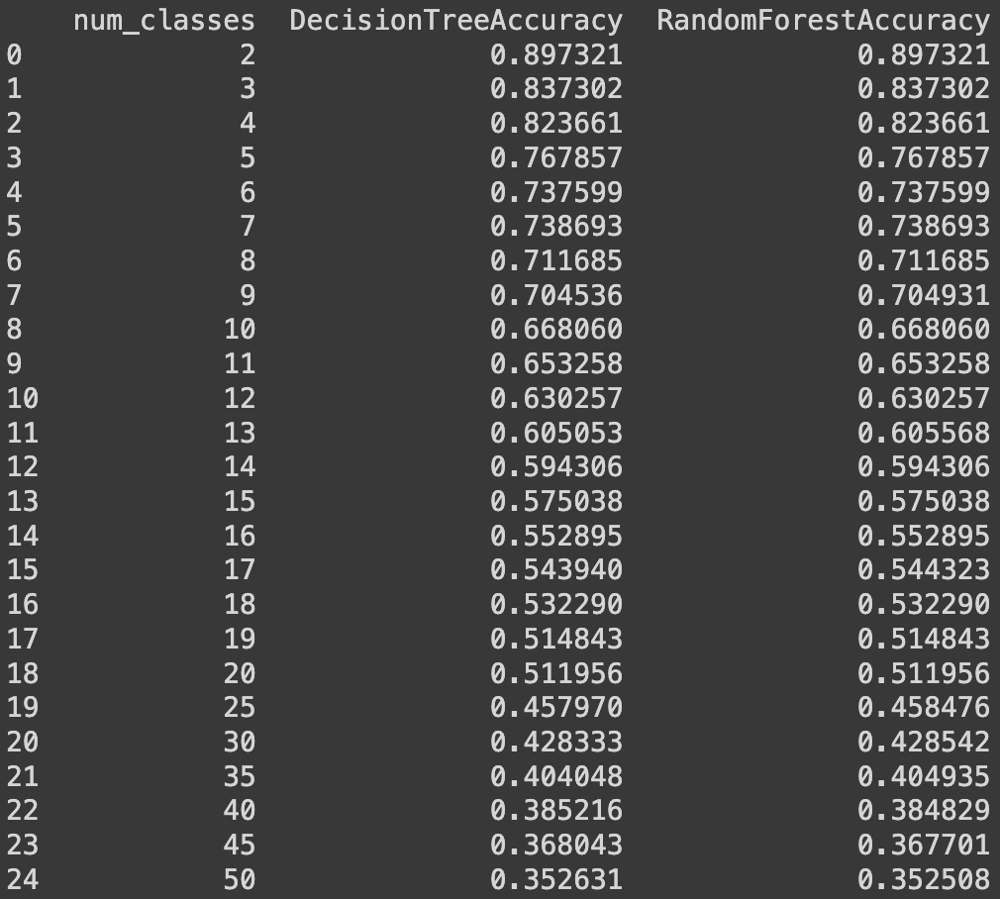 num_classes DecisionTreeAccuracy RandomForestAccuracy
0 2 0.897321 0.897321
1 3 0.837302 0.837302
2 4 0.823661 0.823661
3 5 0.767857 0.767857
4 6 0.737599 0.737599
5 7 0.738693 0.738693
6 8 0.711685 0.711685
7 9 0.704536 0.704931
8 10 0.668060 0.668060
9 11 0.653258 0.653258
10 12 0.630257 0.630257
11 13 0.605053 0.605568
12 14 0.594306 0.594306
13 15 0.575038 0.575038
14 16 0.552895 0.552895
15 17 0.543940 0.544323
16 18 0.532290 0.532290
17 19 0.514843 0.514843
18 20 0.511956 0.511956
19 25 0.457970 0.458476
20 30 0.428333 0.428542
21 35 0.404048 0.404935
22 40 0.385216 0.384829
23 45 0.368043 0.367701
24 50 0.352631 0.352508